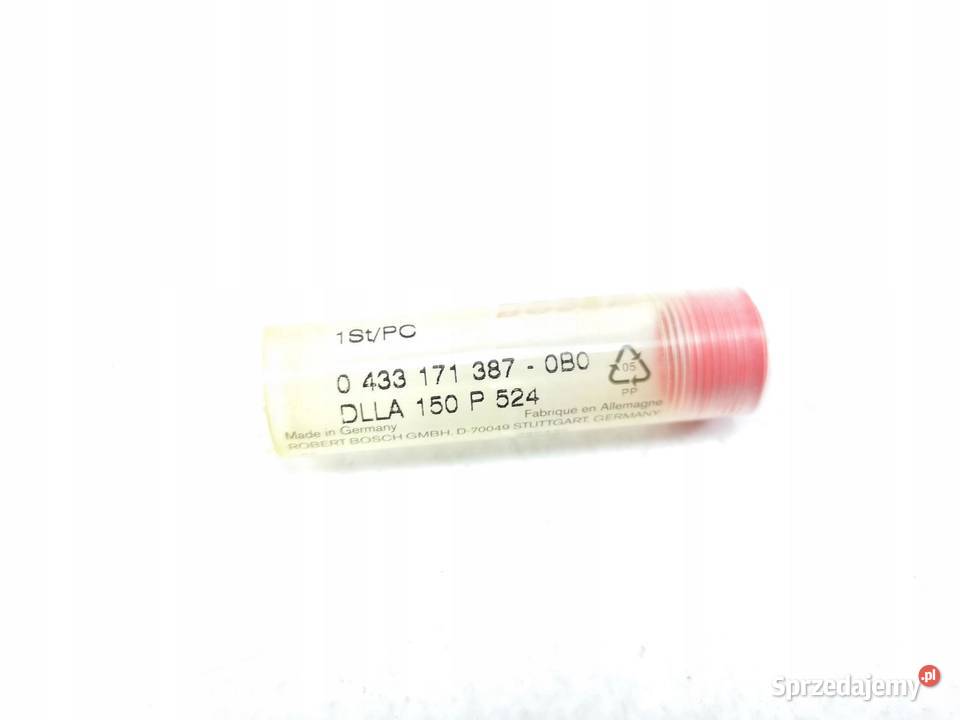 1St/PC
0 433 171 387 - 0B0
DLLA 150 P 524
05
PP
Made in Germany Fabrique en Allemagne
ROBERT BOSCH GMBH, D-70049 STUTTGART, GERMANY
Sprzedajemy.pl